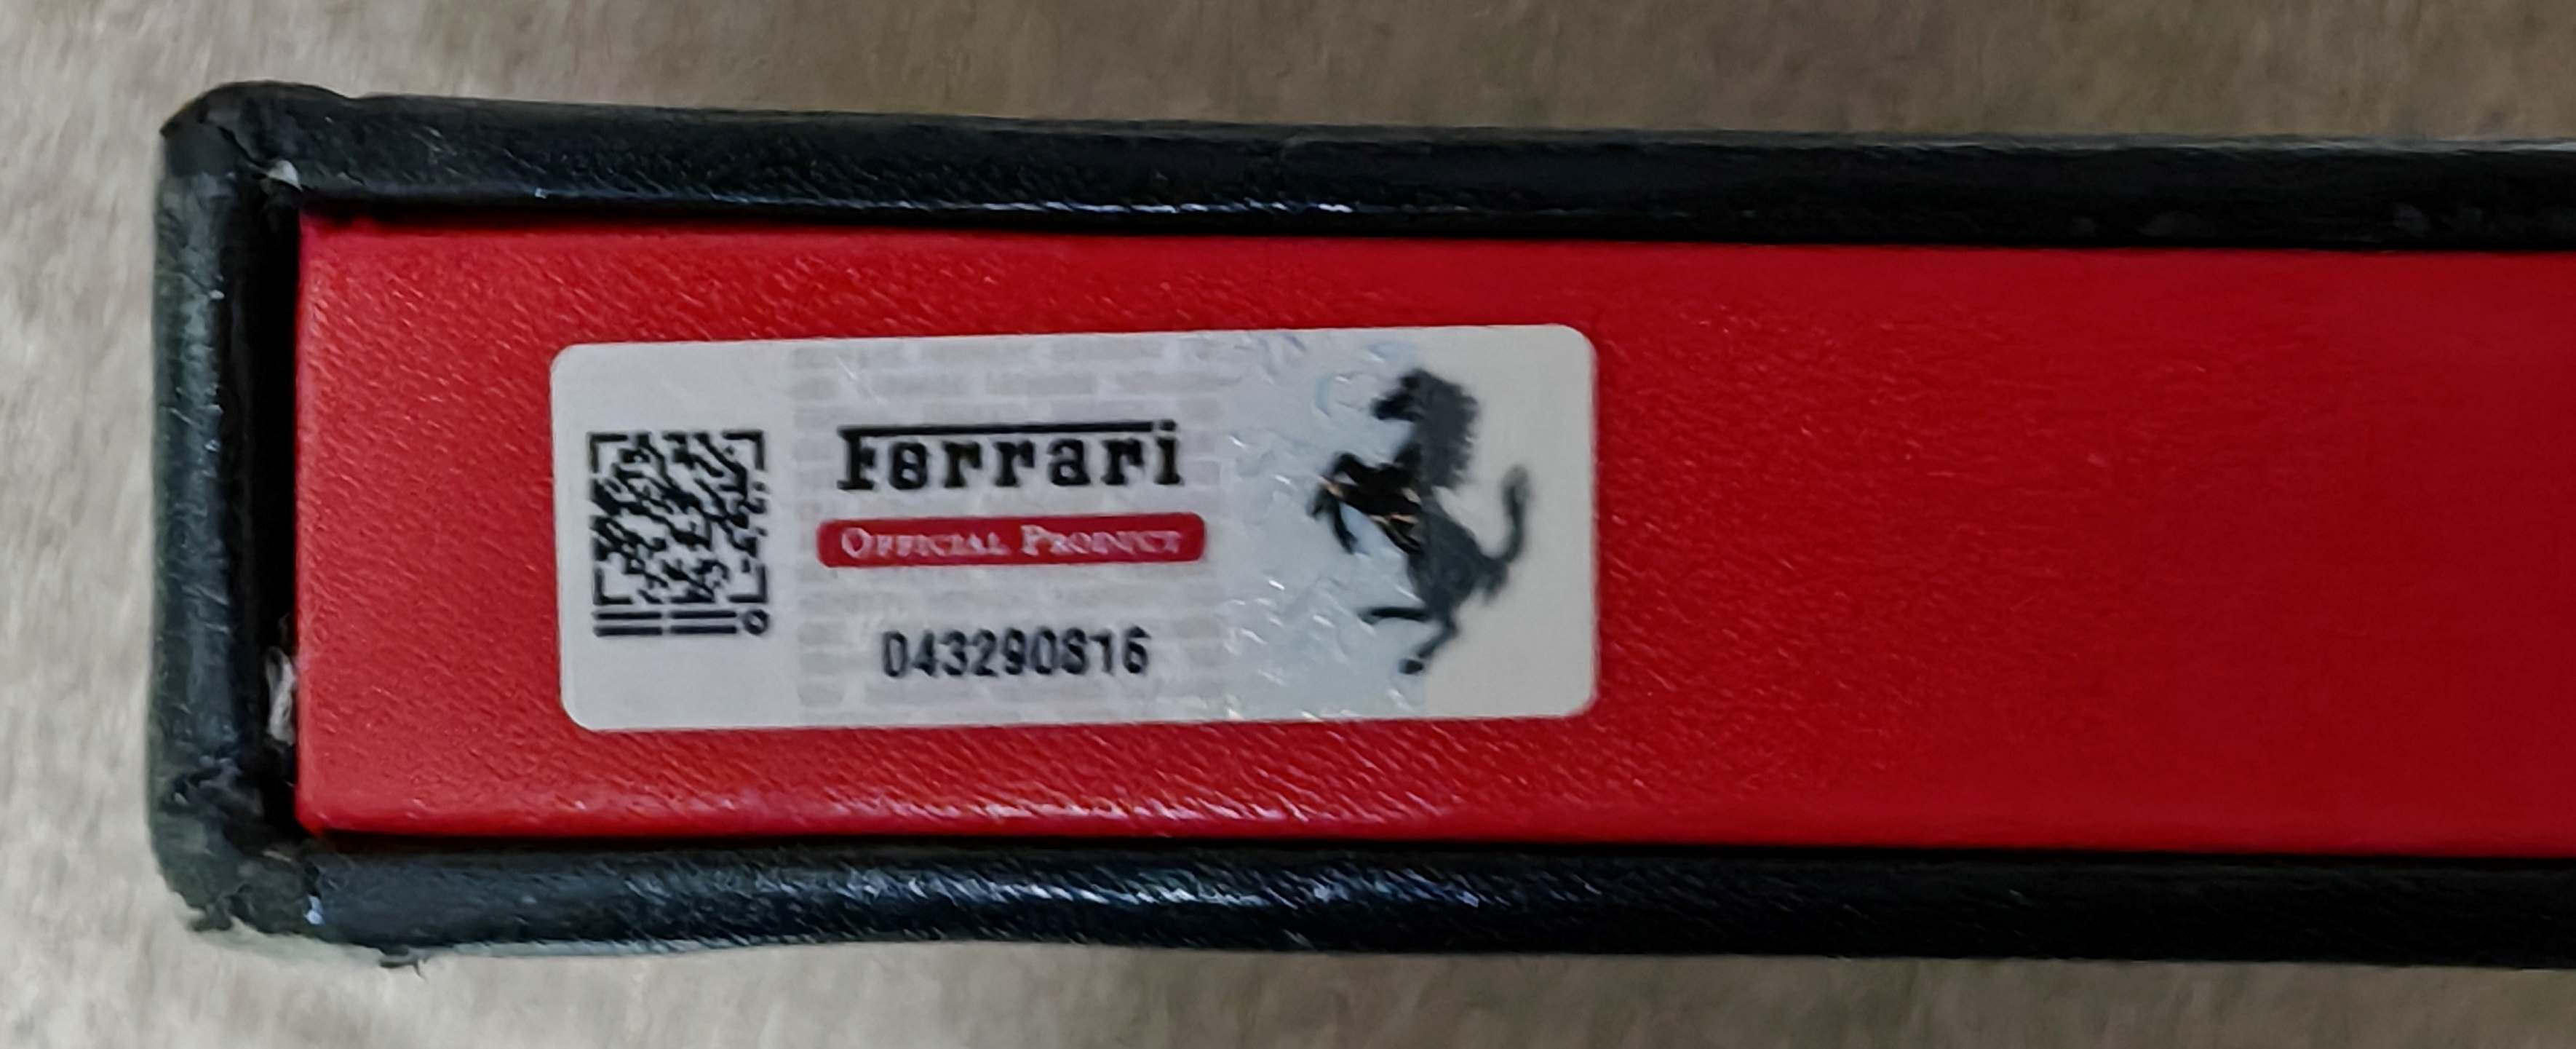 Ferrari
OFFICIAL PRODUCT
043290816